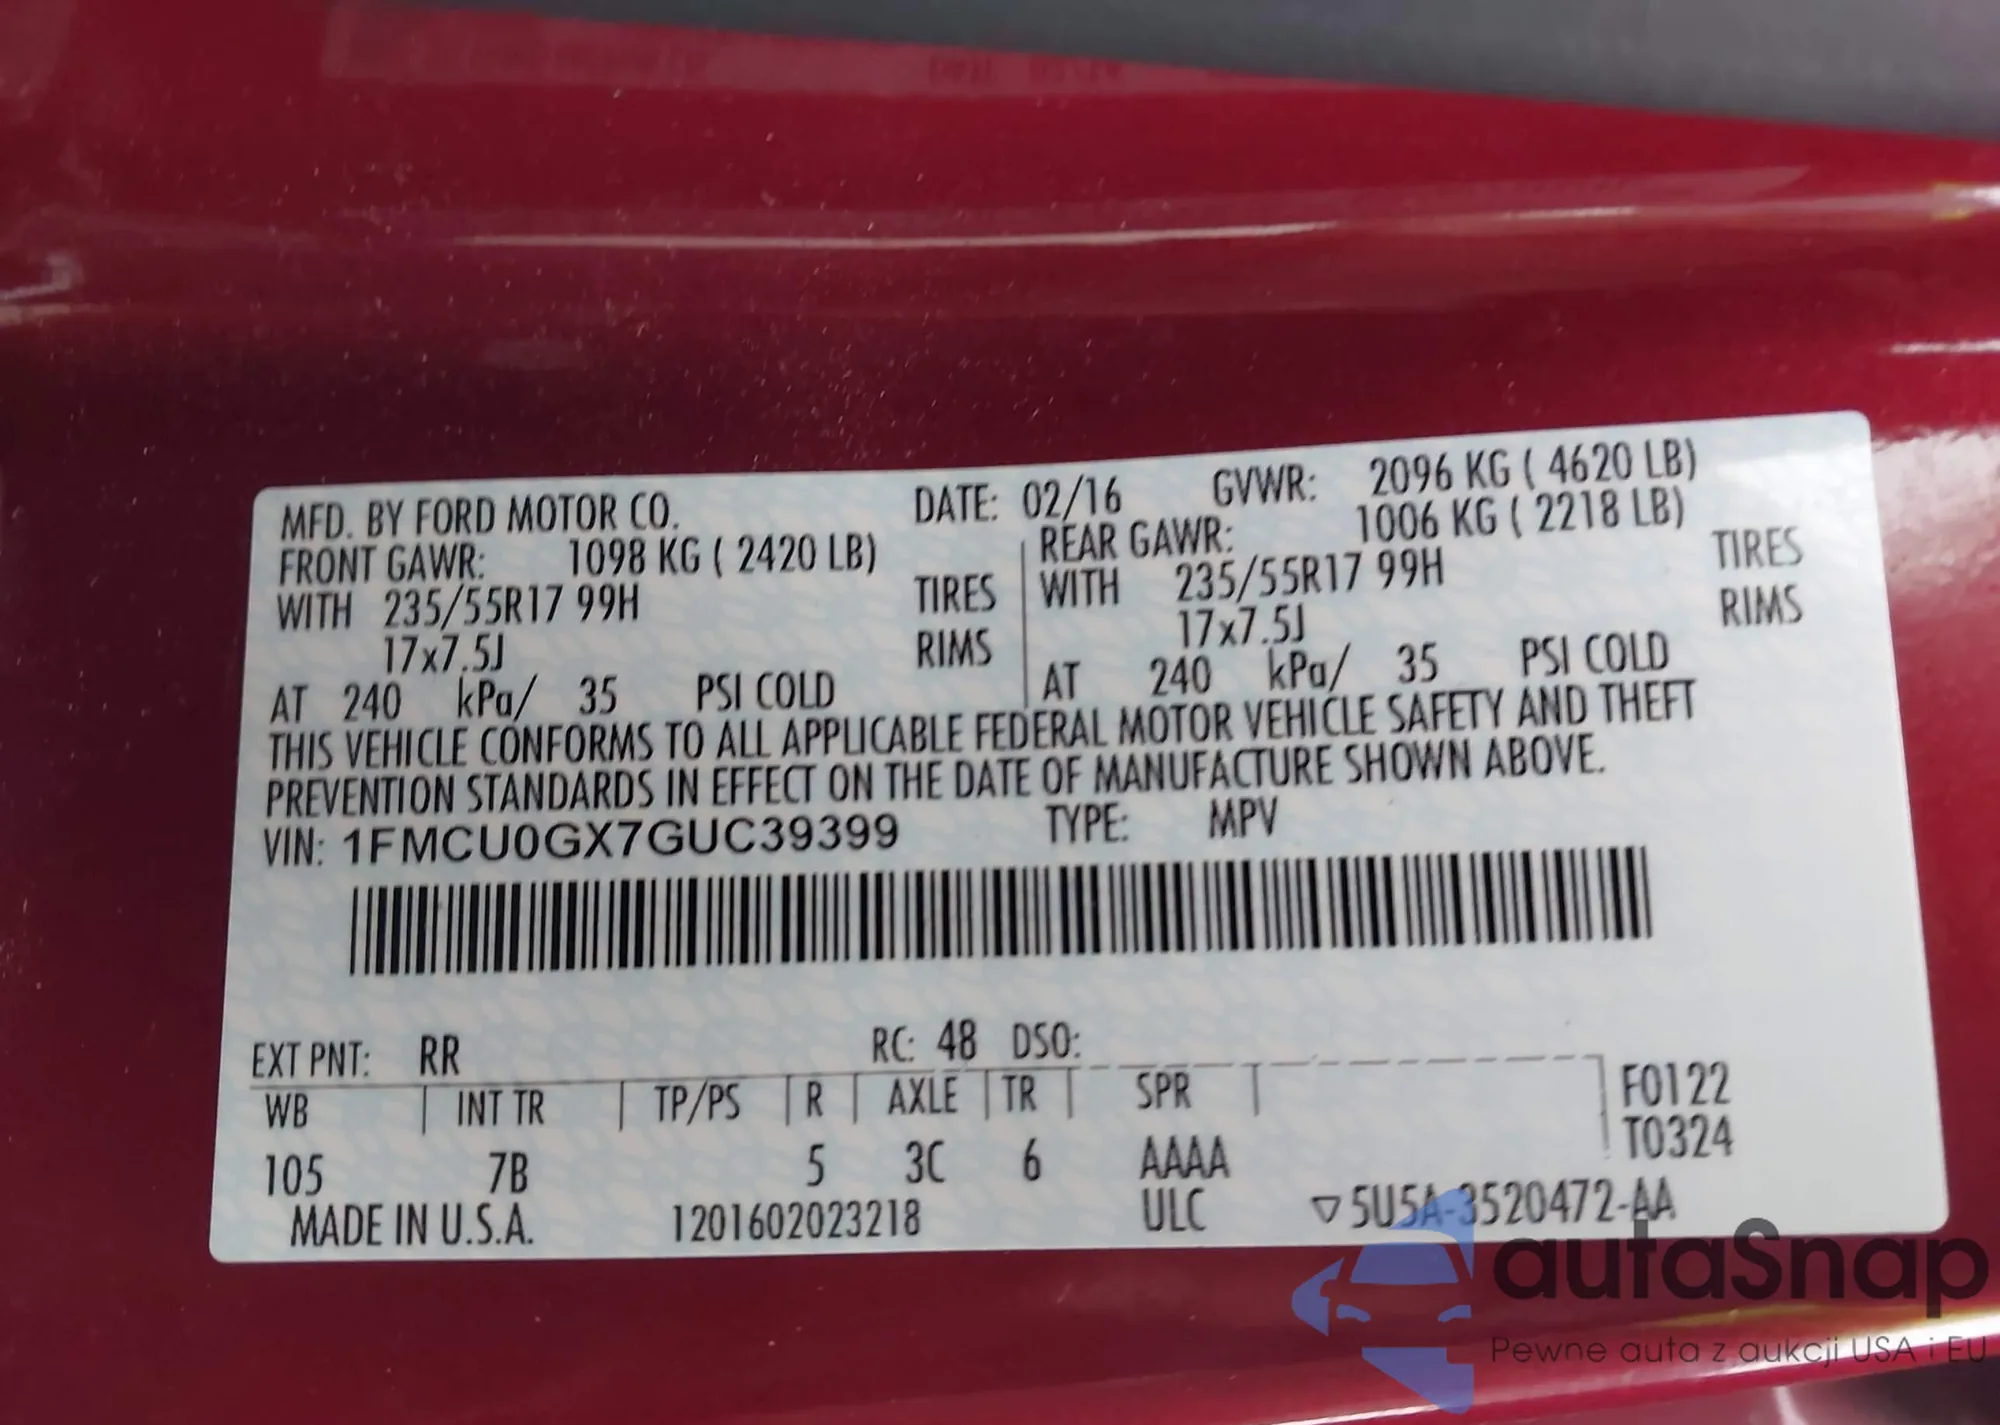 MFD. BY FORD MOTOR CO. DATE: 02/16 GVWR: 2096 KG ( 4620 LB)
FRONT GAWR: 1098 KG ( 2420 LB) REAR GAWR: 1006 KG ( 2218 LB)
WITH 235/55R17 99H TIRES WITH 235/55R17 99H TIRES
17x7.5J RIMS 17x7.5J RIMS
AT 240 kPa/ 35 PSI COLD AT 240 kPa/ 35 PSI COLD
THIS VEHICLE CONFORMS TO ALL APPLICABLE FEDERAL MOTOR VEHICLE SAFETY AND THEFT
PREVENTION STANDARDS IN EFFECT ON THE DATE OF MANUFACTURE SHOWN ABOVE.
VIN: 1FMCU0GX7GUC39399 TYPE: MPV
EXT PNT: RR RC: 48 DSO:
WB INT TR TP/PS R AXLE TR SPR F0122
T0324
105 7B 5 3C 6 AAAA
MADE IN U.S.A. 1201602023218 ULC ▽5U5A-3520472-AA
autaSnap
Pewne auta z aukcji USA i EU